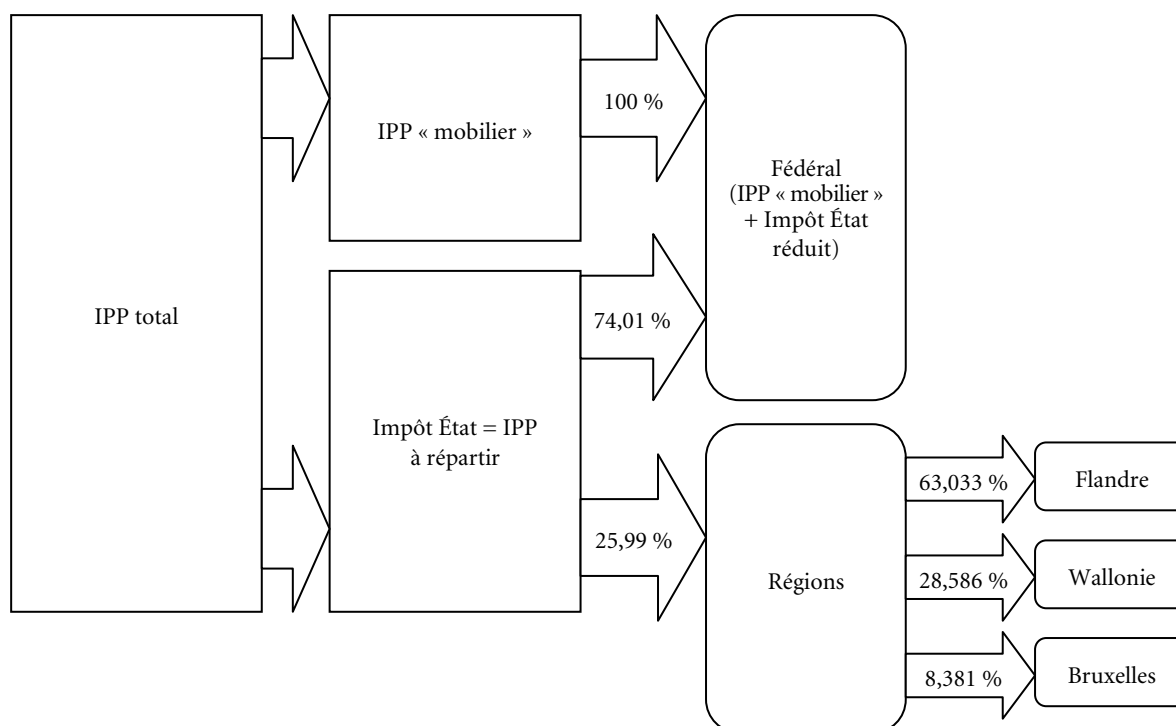 IPP total
IPP « mobilier »
100 %
Fédéral
(IPP « mobilier »
+ Impôt État
réduit)
74,01 %
Impôt État = IPP
à répartir
25,99 %
Régions
63,033 %
Flandre
28,586 %
Wallonie
8,381 %
Bruxelles